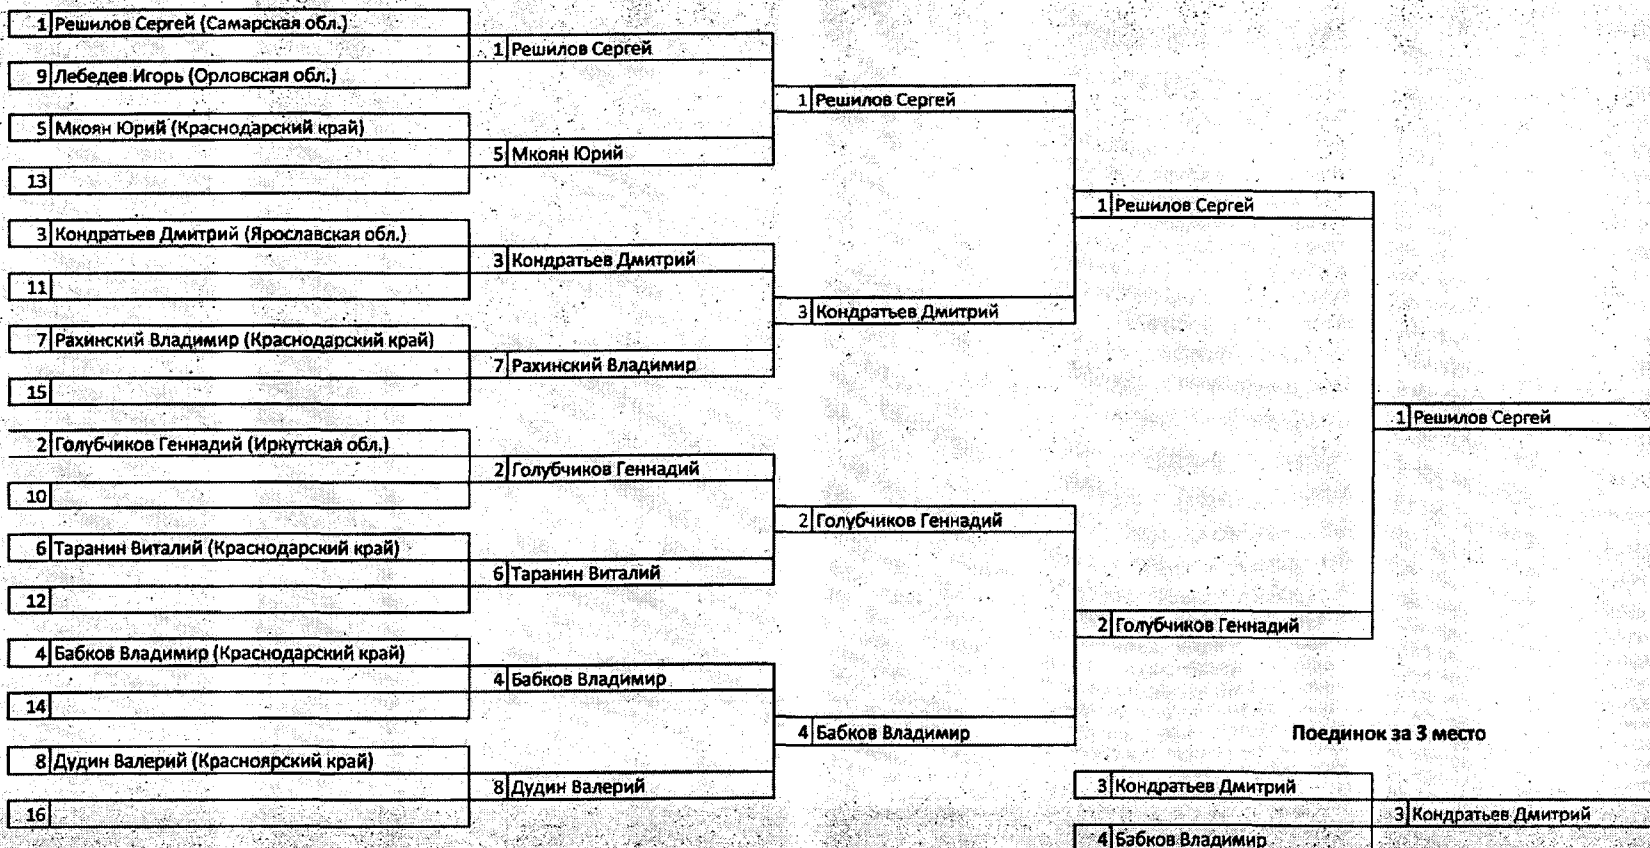 1 Решилов Сергей (Самарская обл.)
9 Лебедев Игорь (Орловская обл.)
5 Мкоян Юрий (Краснодарский край)
13
3 Кондратьев Дмитрий (Ярославская обл.)
11
7 Рахинский Владимир (Краснодарский край)
15
2 Голубчиков Геннадий (Иркутская обл.)
10
6 Таранин Виталий (Краснодарский край)
12
4 Бабков Владимир (Краснодарский край)
14
8 Дудин Валерий (Красноярский край)
16
1 Решилов Сергей
5 Мкоян Юрий
3 Кондратьев Дмитрий
7 Рахинский Владимир
2 Голубчиков Геннадий
6 Таранин Виталий
4 Бабков Владимир
8 Дудин Валерий
1 Решилов Сергей
3 Кондратьев Дмитрий
2 Голубчиков Геннадий
4 Бабков Владимир
1 Решилов Сергей
2 Голубчиков Геннадий
1 Решилов Сергей
Поединок за 3 место
3 Кондратьев Дмитрий
4 Бабков Владимир
3 Кондратьев Дмитрий